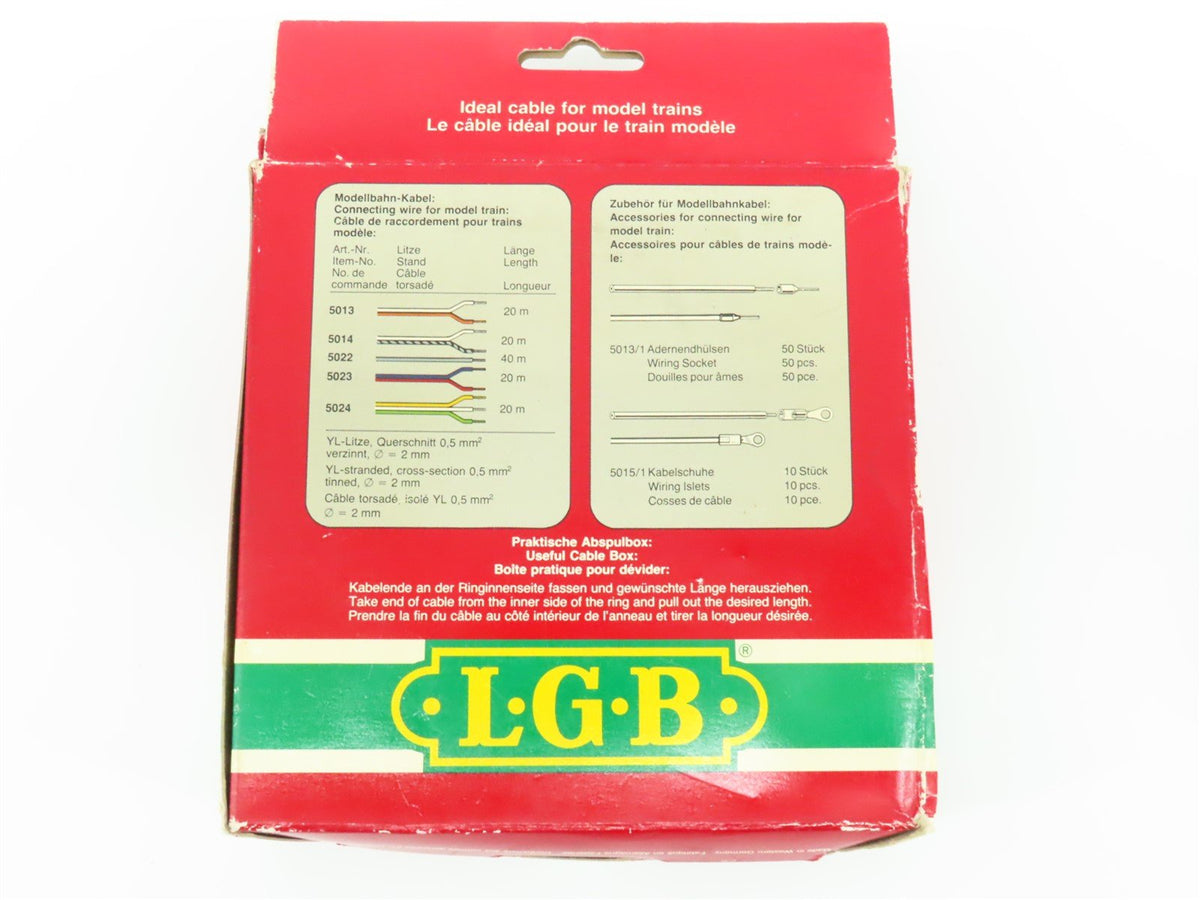 Ideal cable for model trains
Le câble idéal pour le train modèle
Modellbahn-Kabel:
Connecting wire for model train:
Câble de raccordement pour trains
modèle:
Art.-Nr. Litze Länge
Item-No. Stand Length
No. de Câble
commande torsadé Longueur
5013 20 m
5014 20 m
5022 40 m
5023 20 m
5024 20 m
YL-Litze, Querschnitt 0,5 mm²
verzinnt, ∅ = 2 mm
YL-stranded, cross-section 0,5 mm²
tinned, ∅ = 2 mm
Câble torsadé, isolé YL 0,5 mm²
∅ = 2 mm
Zubehör für Modellbahnkabel:
Accessories for connecting wire for
model train:
Accessoires pour câbles de trains modè-
le:
5013/1 Adernendhülsen 50 Stück
Wiring Socket 50 pcs.
Douilles pour âmes 50 pce.
5015/1 Kabelschuhe 10 Stück
Wiring Islets 10 pcs.
Cosses de câble 10 pce.
Praktische Abspulbox:
Useful Cable Box:
Boîte pratique pour dévider:
Kabelende an der Ringinnenseite fassen und gewünschte Länge herausziehen.
Take end of cable from the inner side of the ring and pull out the desired length.
Prendre la fin du câble au côté intérieur de l'anneau et tirer la longueur désirée.
L·G·B ®
Made in Western Germany · Fabriqué en